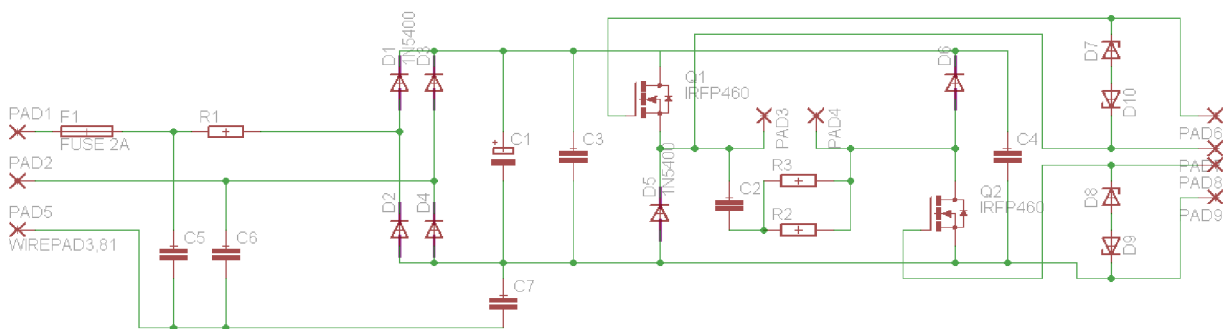 D1
1N5400
D3
Q1
IRFP460
D6
D7
D10
PAD1
F1
FUSE 2A
R1
C1
C3
PAD3
PAD4
C4
PAD6
PAD2
D5
1N5400
C2
R3
R2
Q2
IRFP460
D8
D9
PAD8
PAD9
PAD5
WIREPAD3,81
D2
D4
C5
C6
C7